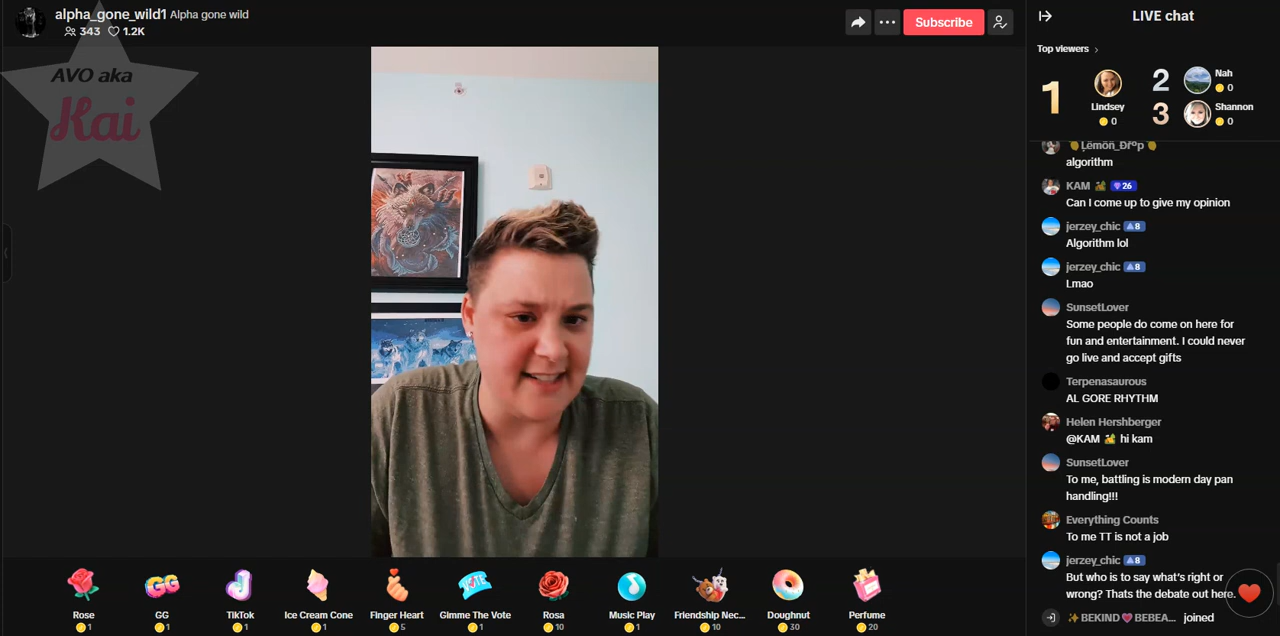 alpha_gone_wild1 Alpha gone wild
343 1.2K
Subscribe
AVO aka
Kai
LIVE chat
Top viewers
1
Lindsey
0
2
Nah
0
3
Shannon
0
algorithm
KAM 26
Can I come up to give my opinion
jerzey_chic 8
Algorithm lol
jerzey_chic 8
Lmao
SunsetLover
Some people do come on here for
fun and entertainment. I could never
go live and accept gifts
Terpenasaurous
AL GORE RHYTHM
Helen Hershberger
@KAM hi kam
SunsetLover
To me, battling is modern day pan
handling!!!
Everything Counts
To me TT is not a job
jerzey_chic 8
But who is to say what's right or
wrong? Thats the debate out here.
BEKIND BEBEA... joined
Rose GG TikTok Ice Cream Cone Finger Heart Gimme The Vote Rosa Music Play Friendship Nec... Doughnut Perfume
1 1 1 1 5 1 10 1 10 30 20